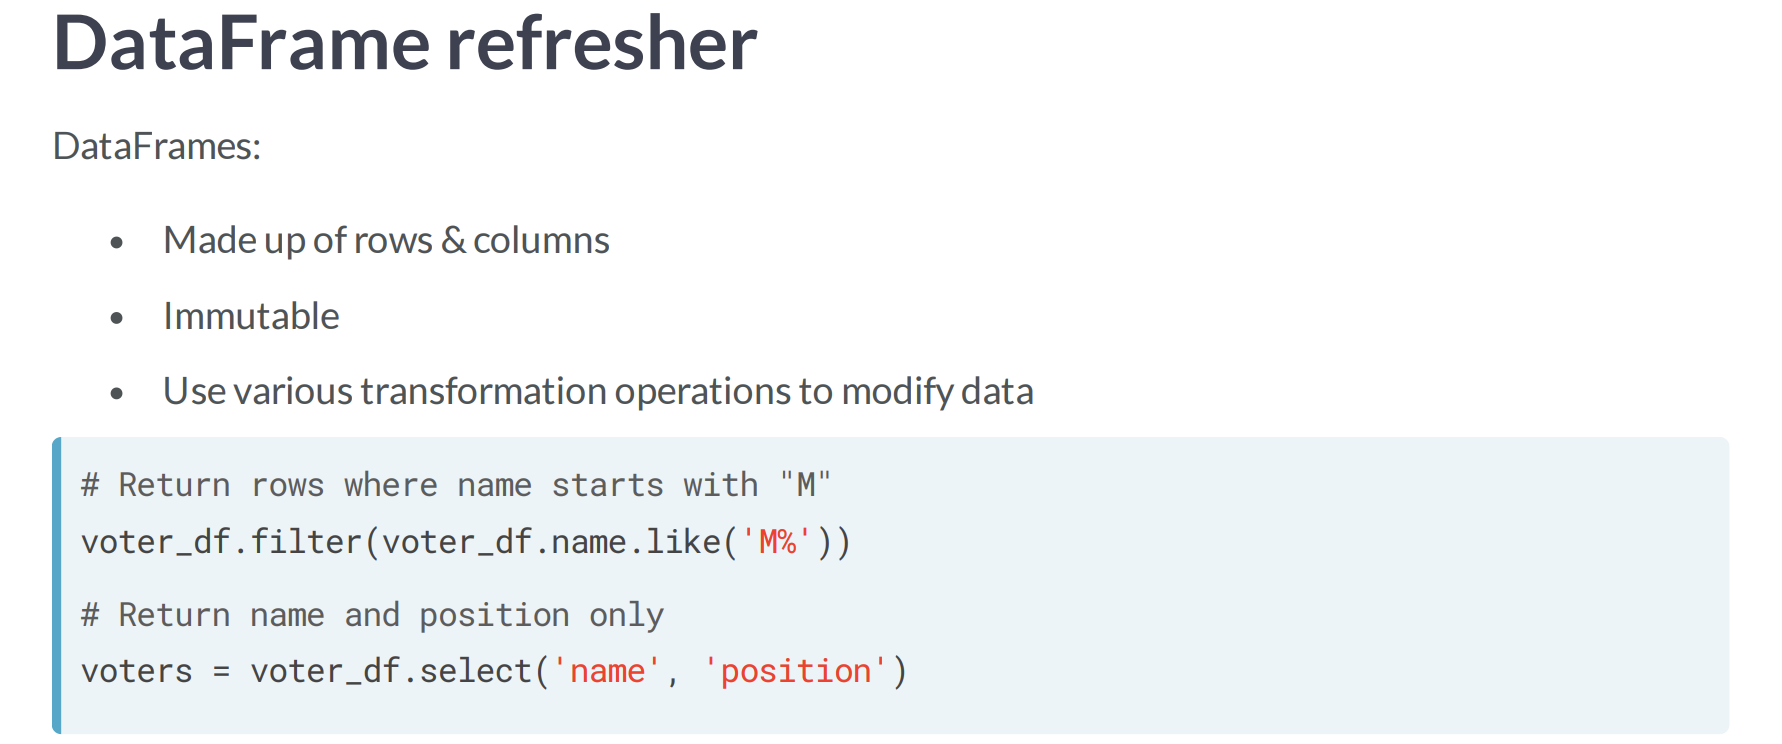 DataFrame refresher
DataFrames:
• Made up of rows & columns
• Immutable
• Use various transformation operations to modify data
# Return rows where name starts with "M"
voter_df.filter(voter_df.name.like('M%'))
# Return name and position only
voters = voter_df.select('name', 'position')